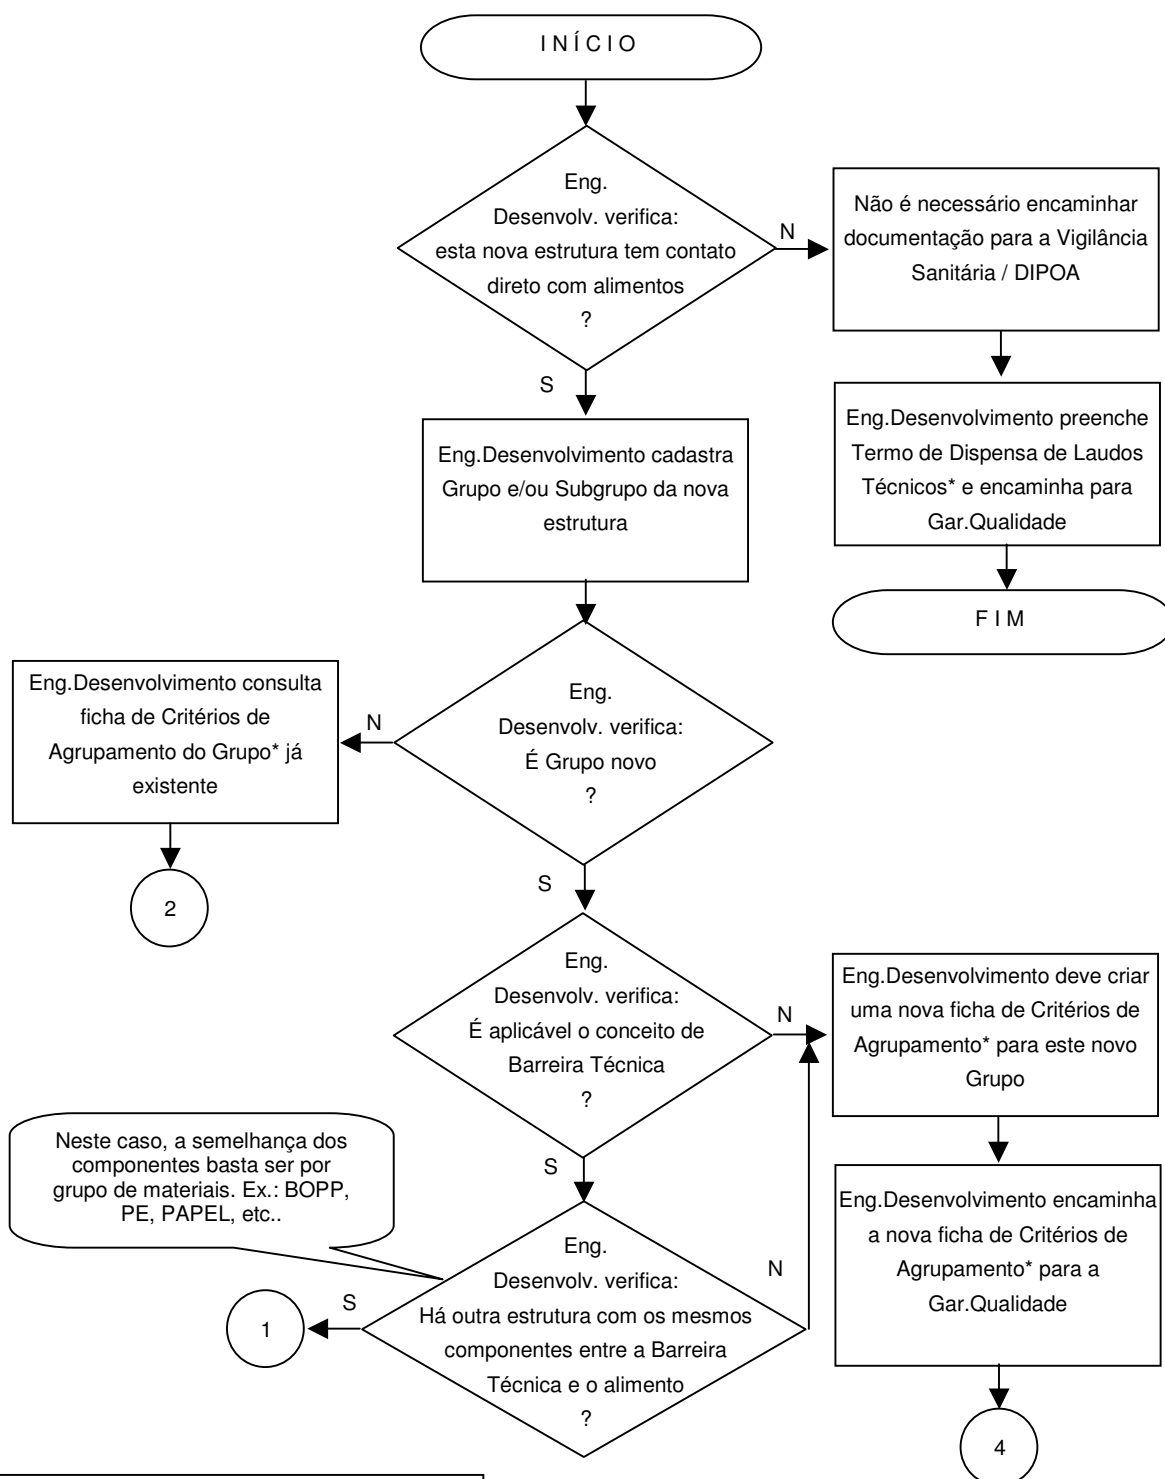 I N Í C I O
Eng.
Desenvolv. verifica:
esta nova estrutura tem contato
direto com alimentos
?
N
Não é necessário encaminhar
documentação para a Vigilância
Sanitária / DIPOA
S
Eng.Desenvolvimento preenche
Termo de Dispensa de Laudos
Técnicos* e encaminha para
Gar.Qualidade
Eng.Desenvolvimento cadastra
Grupo e/ou Subgrupo da nova
estrutura
F I M
Eng.
Desenvolv. verifica:
É Grupo novo
?
N
Eng.Desenvolvimento consulta
ficha de Critérios de
Agrupamento do Grupo* já
existente
2
S
Eng.
Desenvolv. verifica:
É aplicável o conceito de
Barreira Técnica
?
N
Eng.Desenvolvimento deve criar
uma nova ficha de Critérios de
Agrupamento* para este novo
Grupo
S
Neste caso, a semelhança dos
componentes basta ser por
grupo de materiais. Ex.: BOPP,
PE, PAPEL, etc..
Eng.
Desenvolv. verifica:
Há outra estrutura com os mesmos
componentes entre a Barreira
Técnica e o alimento
?
N
S
1
Eng.Desenvolvimento encaminha
a nova ficha de Critérios de
Agrupamento* para a
Gar.Qualidade
4